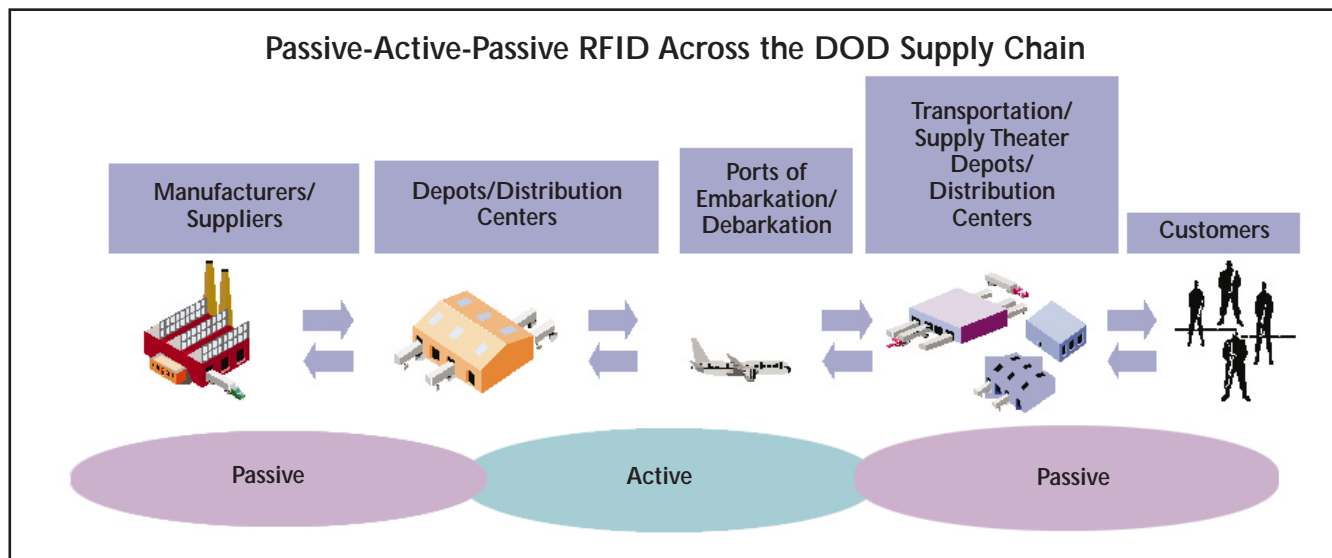 Passive-Active-Passive RFID Across the DOD Supply Chain
Manufacturers/
Suppliers
Depots/Distribution
Centers
Ports of
Embarkation/
Debarkation
Transportation/
Supply Theater
Depots/
Distribution
Centers
Customers
Passive
Active
Passive